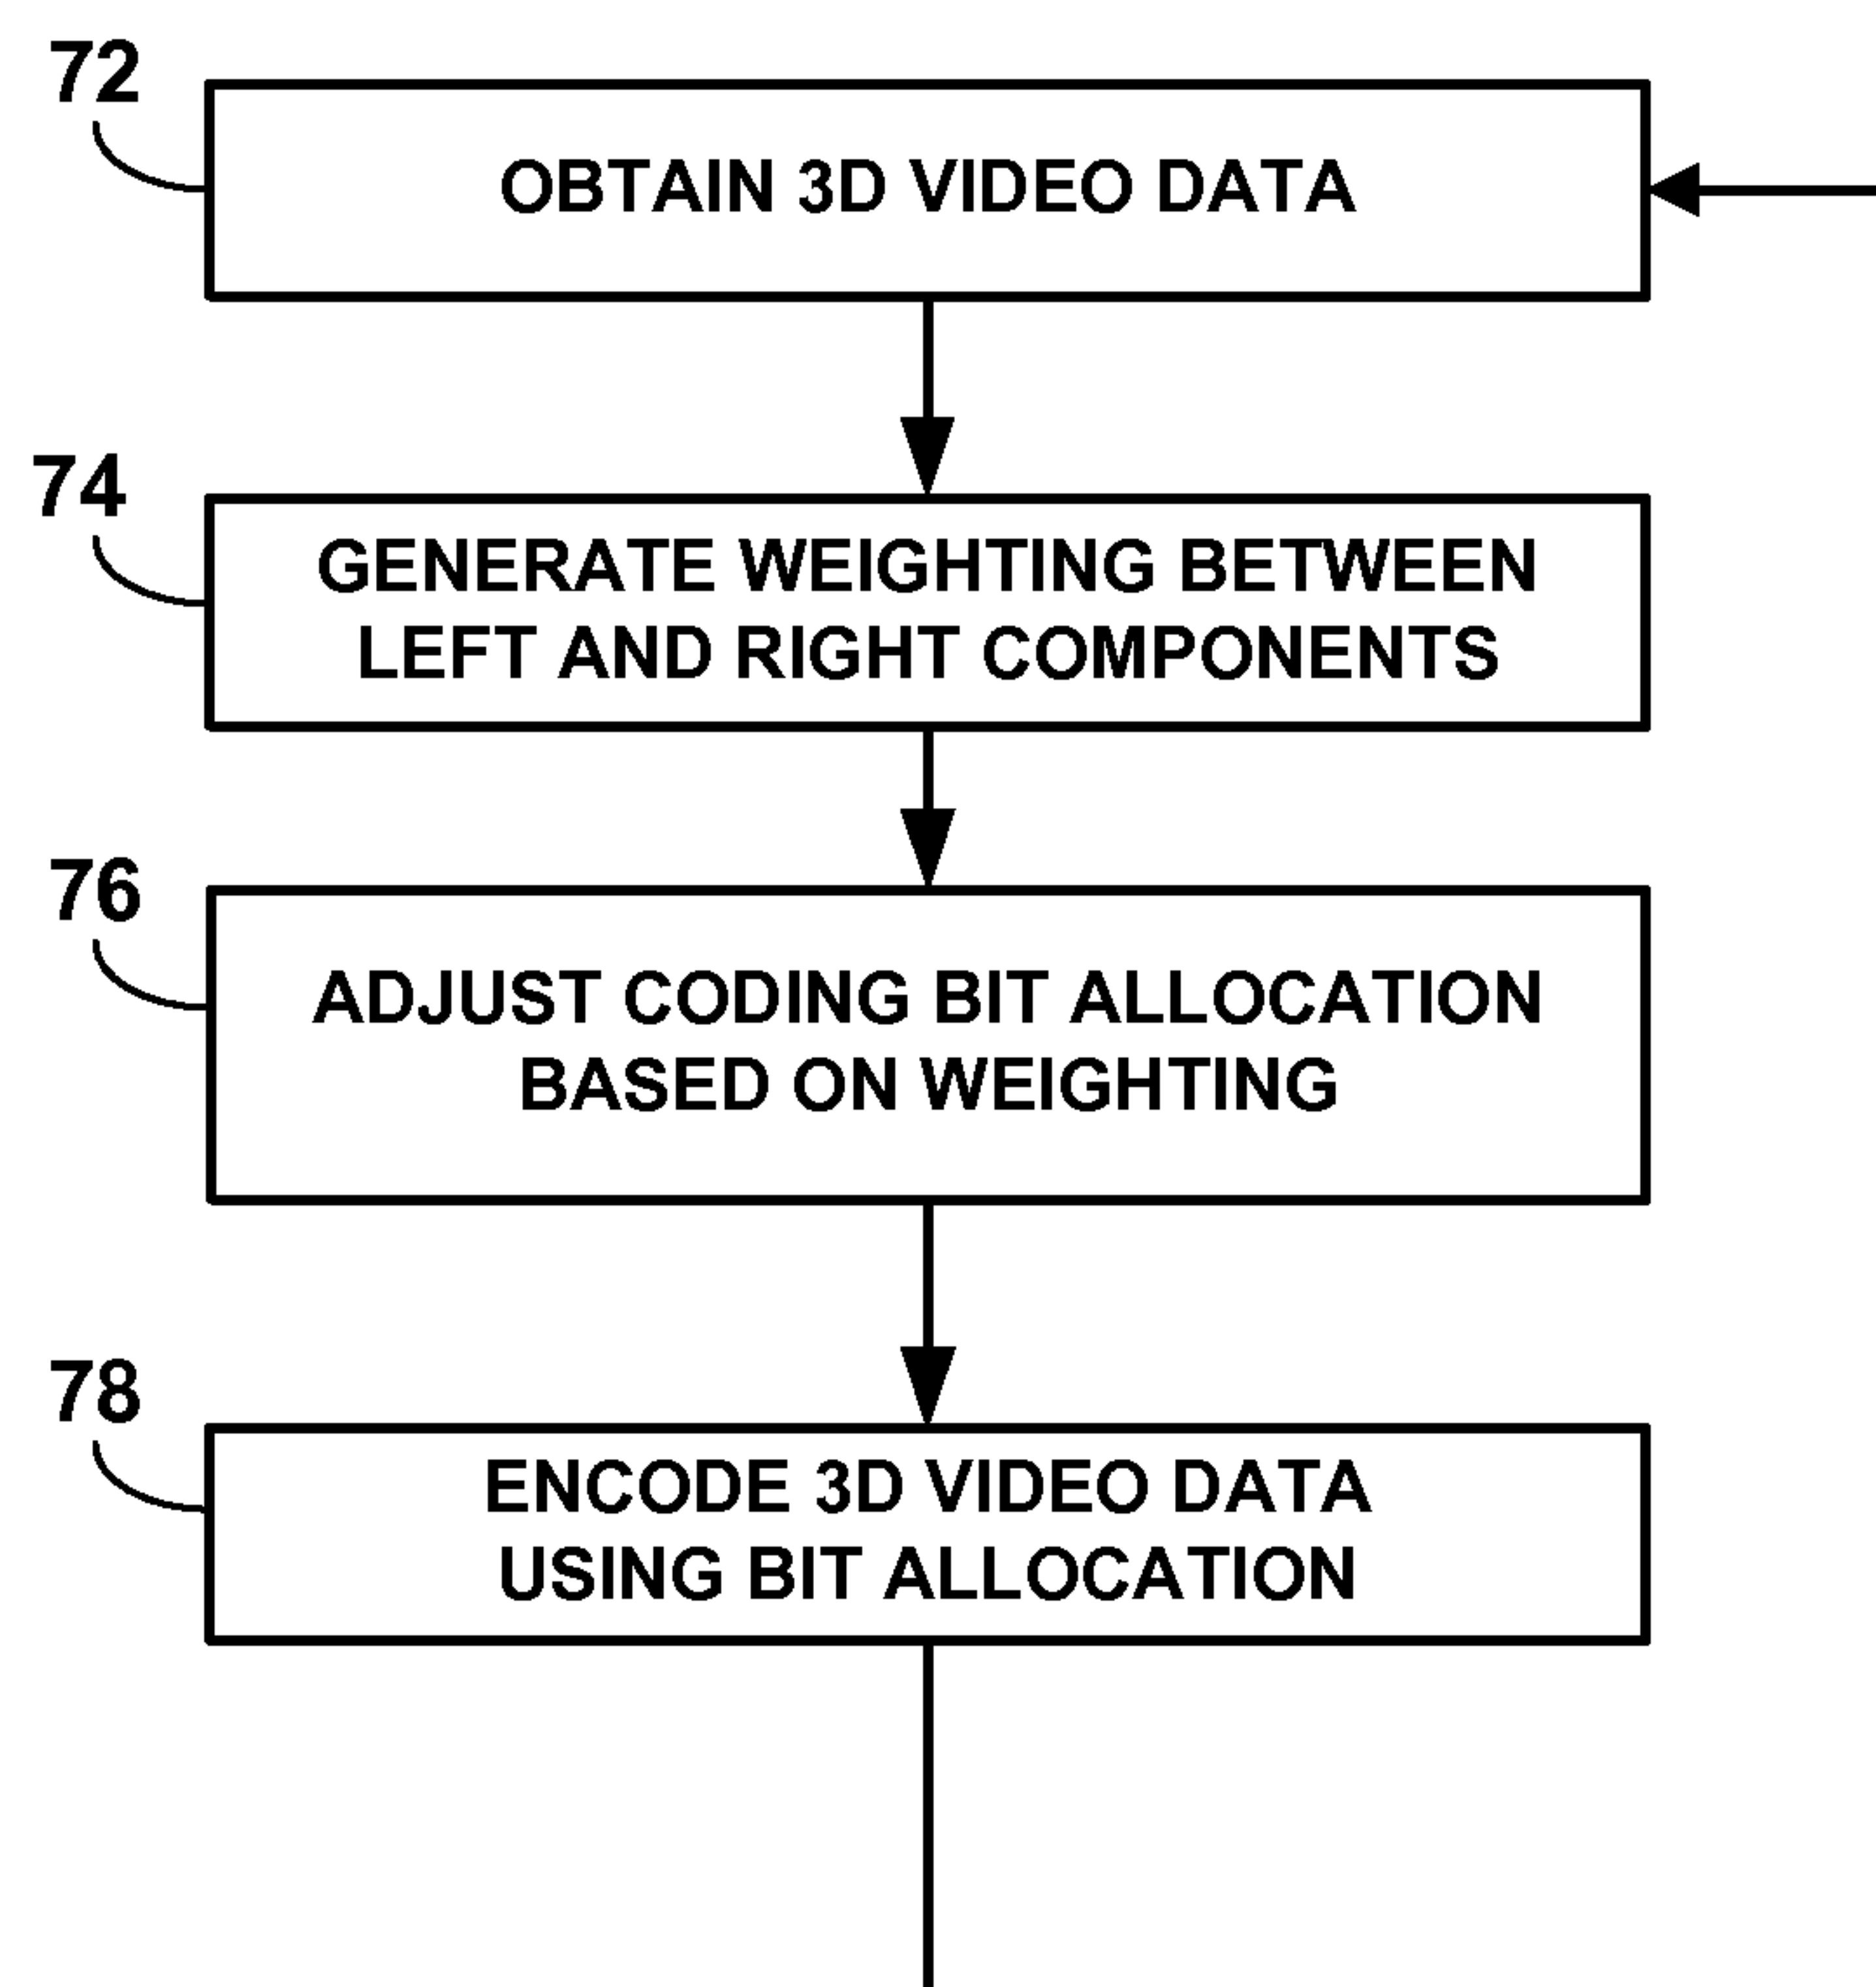 72
OBTAIN 3D VIDEO DATA
74
GENERATE WEIGHTING BETWEEN
LEFT AND RIGHT COMPONENTS
76
ADJUST CODING BIT ALLOCATION
BASED ON WEIGHTING
78
ENCODE 3D VIDEO DATA
USING BIT ALLOCATION